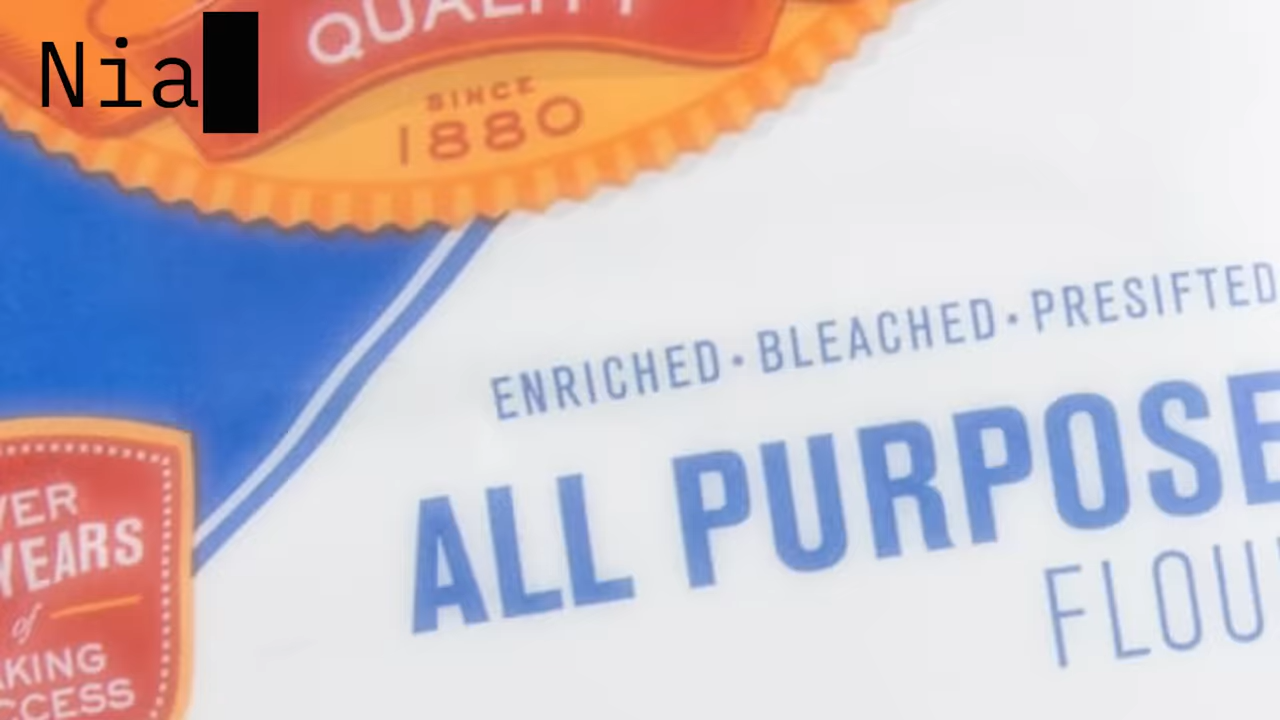 Nia
QUALITY
SINCE
1880
ENRICHED·BLEACHED·PRESIFTED
ALL PURPOSE
FLOU
VER
YEARS
of
KING
CCESS